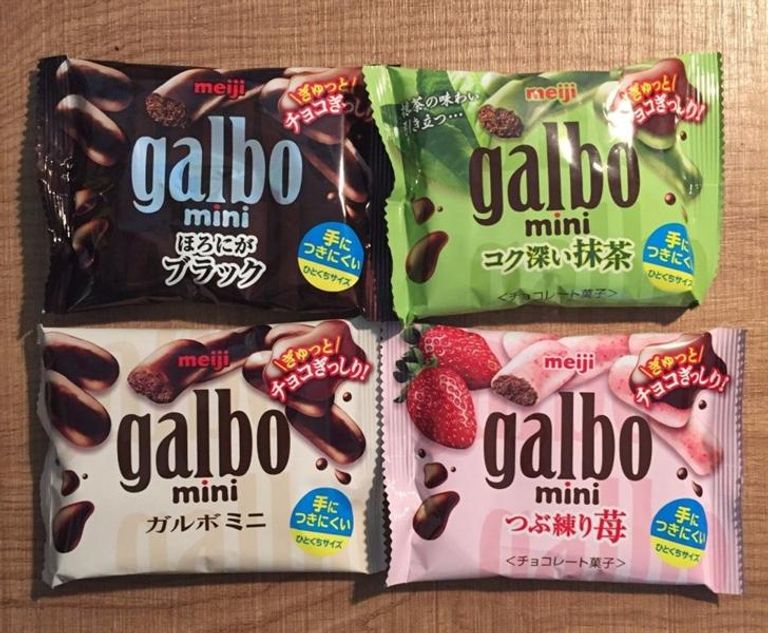 meiji
ぎゅっと
チョコぎっしり!
galbo
mini
ほろにが
ブラック
手に
つきにくい
ひとくちサイズ
meiji
抹茶の味わい
引き立つ…
ぎゅっと
チョコぎっしり!
galbo
mini
コク深い抹茶
手に
つきにくい
ひとくちサイズ
<チョコレート菓子>
meiji
ぎゅっと
チョコぎっしり!
galbo
mini
ガルボミニ
手に
つきにくい
ひとくちサイズ
meiji
ぎゅっと
チョコぎっしり!
galbo
mini
つぶ練り苺
手に
つきにくい
ひとくちサイズ
<チョコレート菓子>